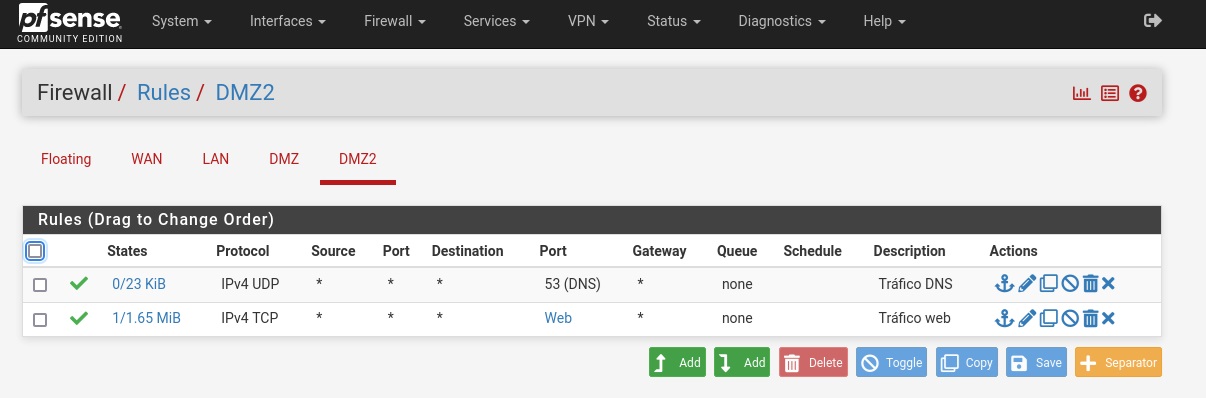 pfsense
COMMUNITY EDITION
System Interfaces Firewall Services VPN Status Diagnostics Help
Firewall / Rules / DMZ2
Floating WAN LAN DMZ DMZ2
Rules (Drag to Change Order)
States Protocol Source Port Destination Port Gateway Queue Schedule Description Actions
0/23 KiB IPv4 UDP * * * 53 (DNS) * none Tráfico DNS
1/1.65 MiB IPv4 TCP * * * Web * none Tráfico web
Add Add Delete Toggle Copy Save Separator